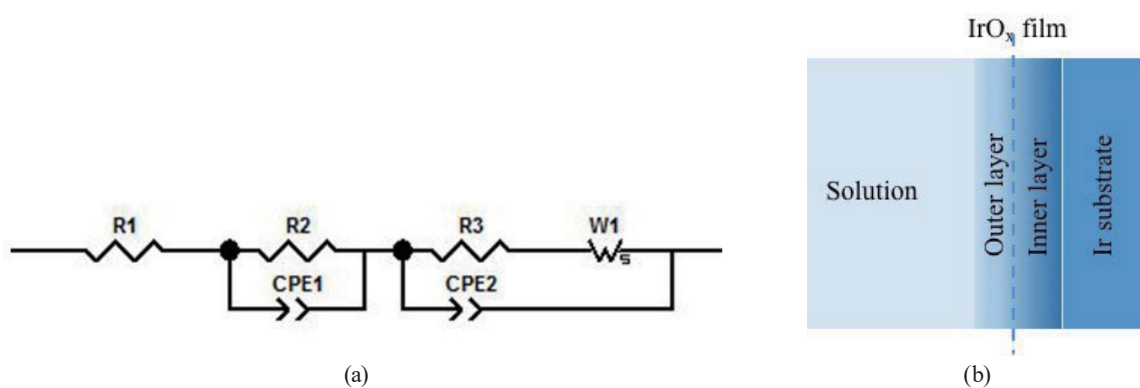 IrOₓ film
R1
R2
R3
W1
s
CPE1
CPE2
Solution
Outer layer
Inner layer
Ir substrate
(a)
(b)